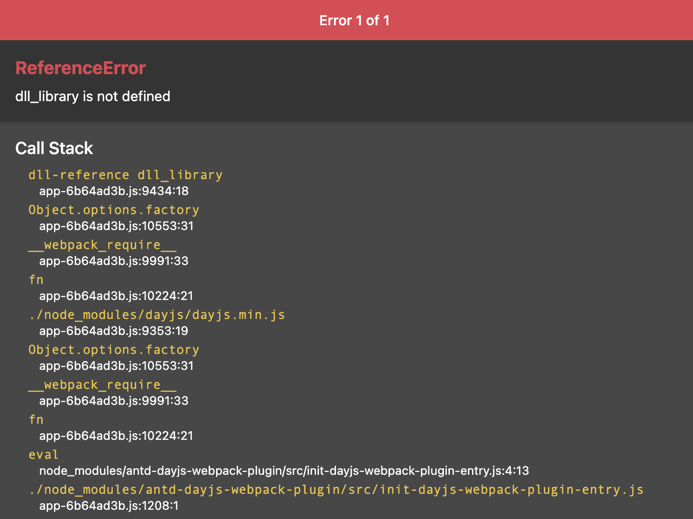 Error 1 of 1
ReferenceError
dll_library is not defined
Call Stack
dll-reference dll_library
app-6b64ad3b.js:9434:18
Object.options.factory
app-6b64ad3b.js:10553:31
__webpack_require__
app-6b64ad3b.js:9991:33
fn
app-6b64ad3b.js:10224:21
./node_modules/dayjs/dayjs.min.js
app-6b64ad3b.js:9353:19
Object.options.factory
app-6b64ad3b.js:10553:31
__webpack_require__
app-6b64ad3b.js:9991:33
fn
app-6b64ad3b.js:10224:21
eval
node_modules/antd-dayjs-webpack-plugin/src/init-dayjs-webpack-plugin-entry.js:4:13
./node_modules/antd-dayjs-webpack-plugin/src/init-dayjs-webpack-plugin-entry.js
app-6b64ad3b.js:1208:1